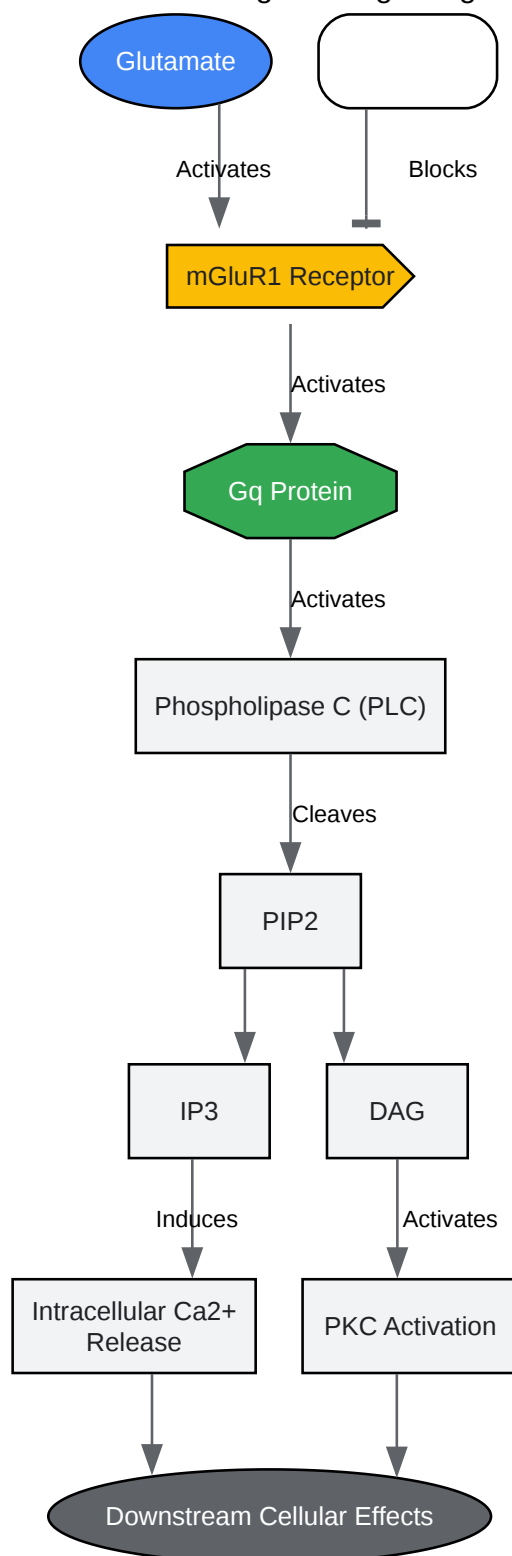 Glutamate
Activates
Blocks
mGluR1 Receptor
Activates
Gq Protein
Activates
Phospholipase C (PLC)
Cleaves
PIP2
IP3
DAG
Induces
Activates
Intracellular Ca2+
Release
PKC Activation
Downstream Cellular Effects